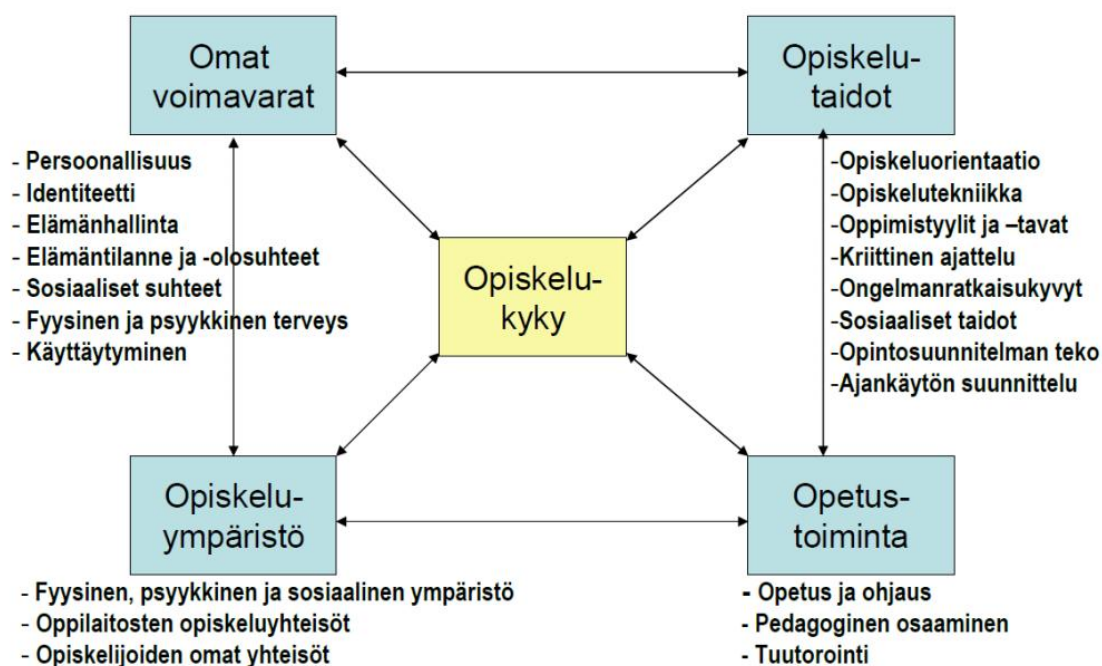 Omat
voimavarat
- Persoonallisuus
- Identiteetti
- Elämänhallinta
- Elämäntilanne ja -olosuhteet
- Sosiaaliset suhteet
- Fyysinen ja psyykkinen terveys
- Käyttäytyminen
Opiskelu-
taidot
-Opiskeluorientaatio
-Opiskelutekniikka
-Oppimistyylit ja –tavat
-Kriittinen ajattelu
-Ongelmanratkaisukyvyt
-Sosiaaliset taidot
-Opintosuunnitelman teko
-Ajankäytön suunnittelu
Opiskelu-
kyky
Opiskelu-
ympäristö
- Fyysinen, psyykkinen ja sosiaalinen ympäristö
- Oppilaitosten opiskeluyhteisöt
- Opiskelijoiden omat yhteisöt
Opetus-
toiminta
- Opetus ja ohjaus
- Pedagoginen osaaminen
- Tuutorointi